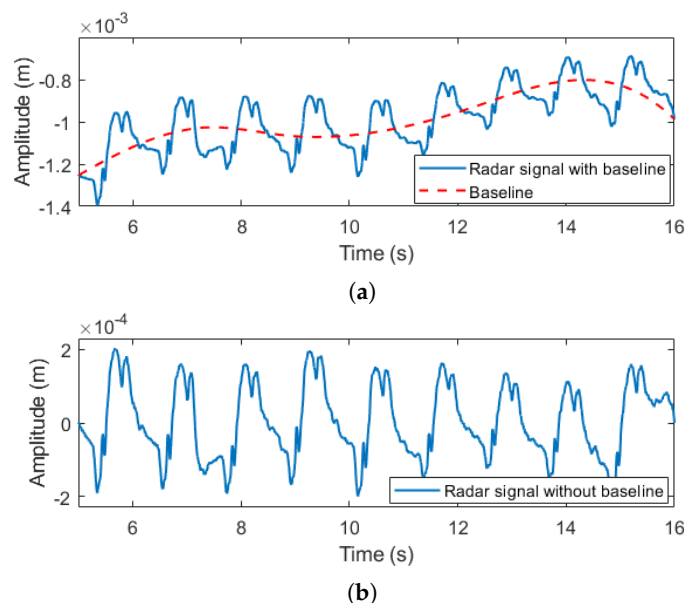 ×10-3
Amplitude (m)
-0.8
-1
-1.2
-1.4
Radar signal with baseline
Baseline
6
8
10
12
14
16
Time (s)
(a)
×10-4
Amplitude (m)
2
0
-2
Radar signal without baseline
6
8
10
12
14
16
Time (s)
(b)